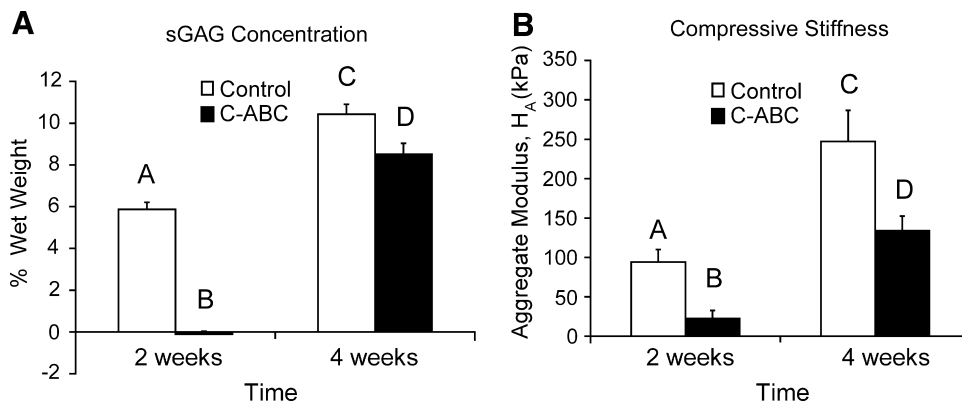 A
sGAG Concentration
% Wet Weight
12
10
8
6
4
2
0
-2
Control
C-ABC
A
B
C
D
2 weeks
4 weeks
Time
B
Compressive Stiffness
Aggregate Modulus, H_A (kPa)
350
300
250
200
150
100
50
0
Control
C-ABC
A
B
C
D
2 weeks
4 weeks
Time